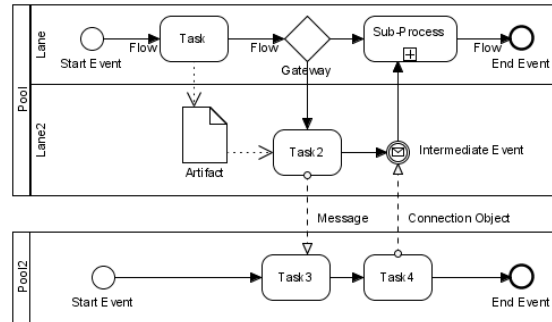 Pool
Lane
Start Event
Flow
Task
Flow
Gateway
Sub-Process
Flow
End Event
Lane2
Artifact
Task2
Intermediate Event
Message
Connection Object
Pool2
Start Event
Task3
Task4
End Event